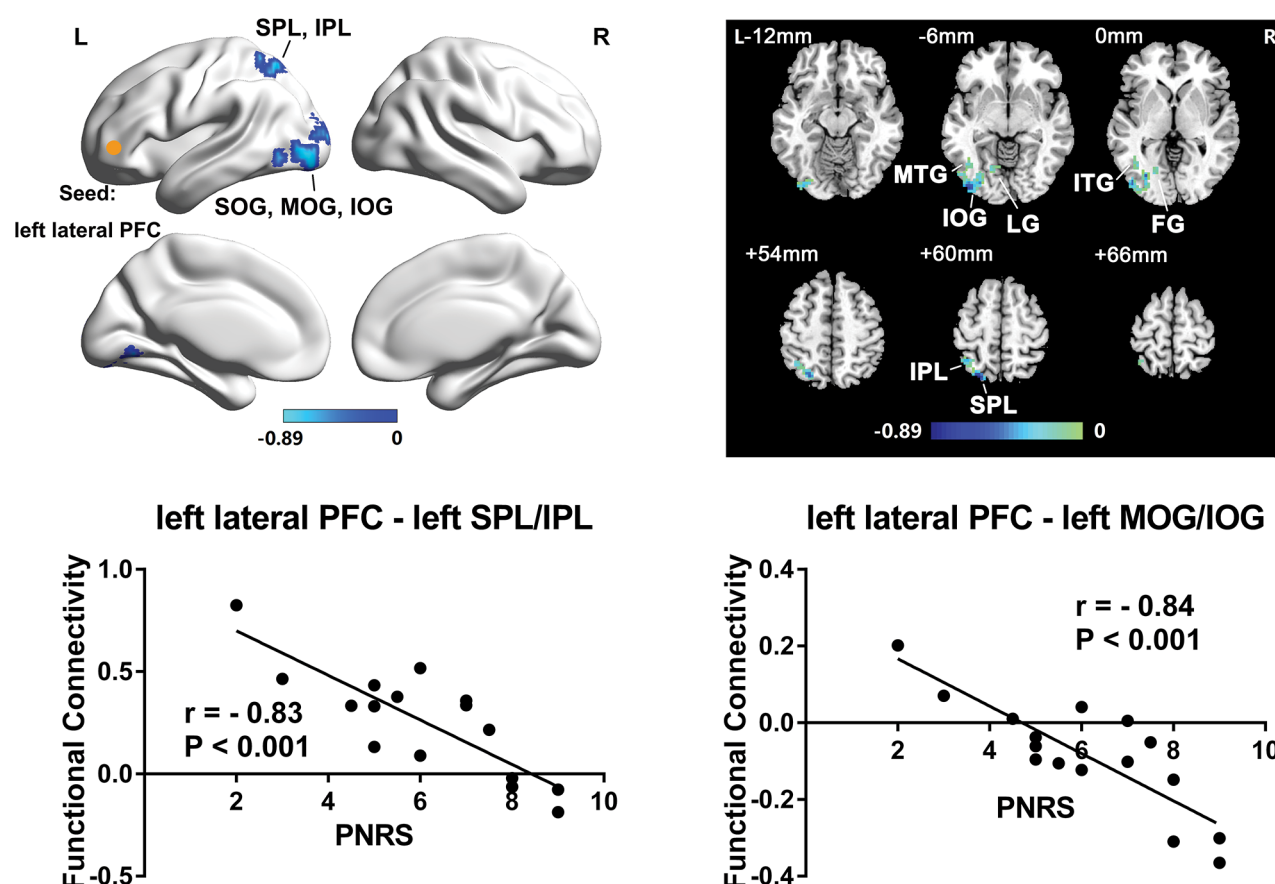 SPL, IPL
L
R
Seed:
left lateral PFC
SOG, MOG, IOG
-0.89
0
L-12mm
-6mm
0mm
R
MTG
IOG
LG
ITG
FG
+54mm
+60mm
+66mm
IPL
SPL
-0.89
0
left lateral PFC - left SPL/IPL
Functional Connectivity
1.0
0.5
0.0
-0.5
r = - 0.83
P < 0.001
2
4
6
8
10
PNRS
left lateral PFC - left MOG/IOG
Functional Connectivity
0.4
0.2
0.0
-0.2
-0.4
r = - 0.84
P < 0.001
2
4
6
8
10
PNRS